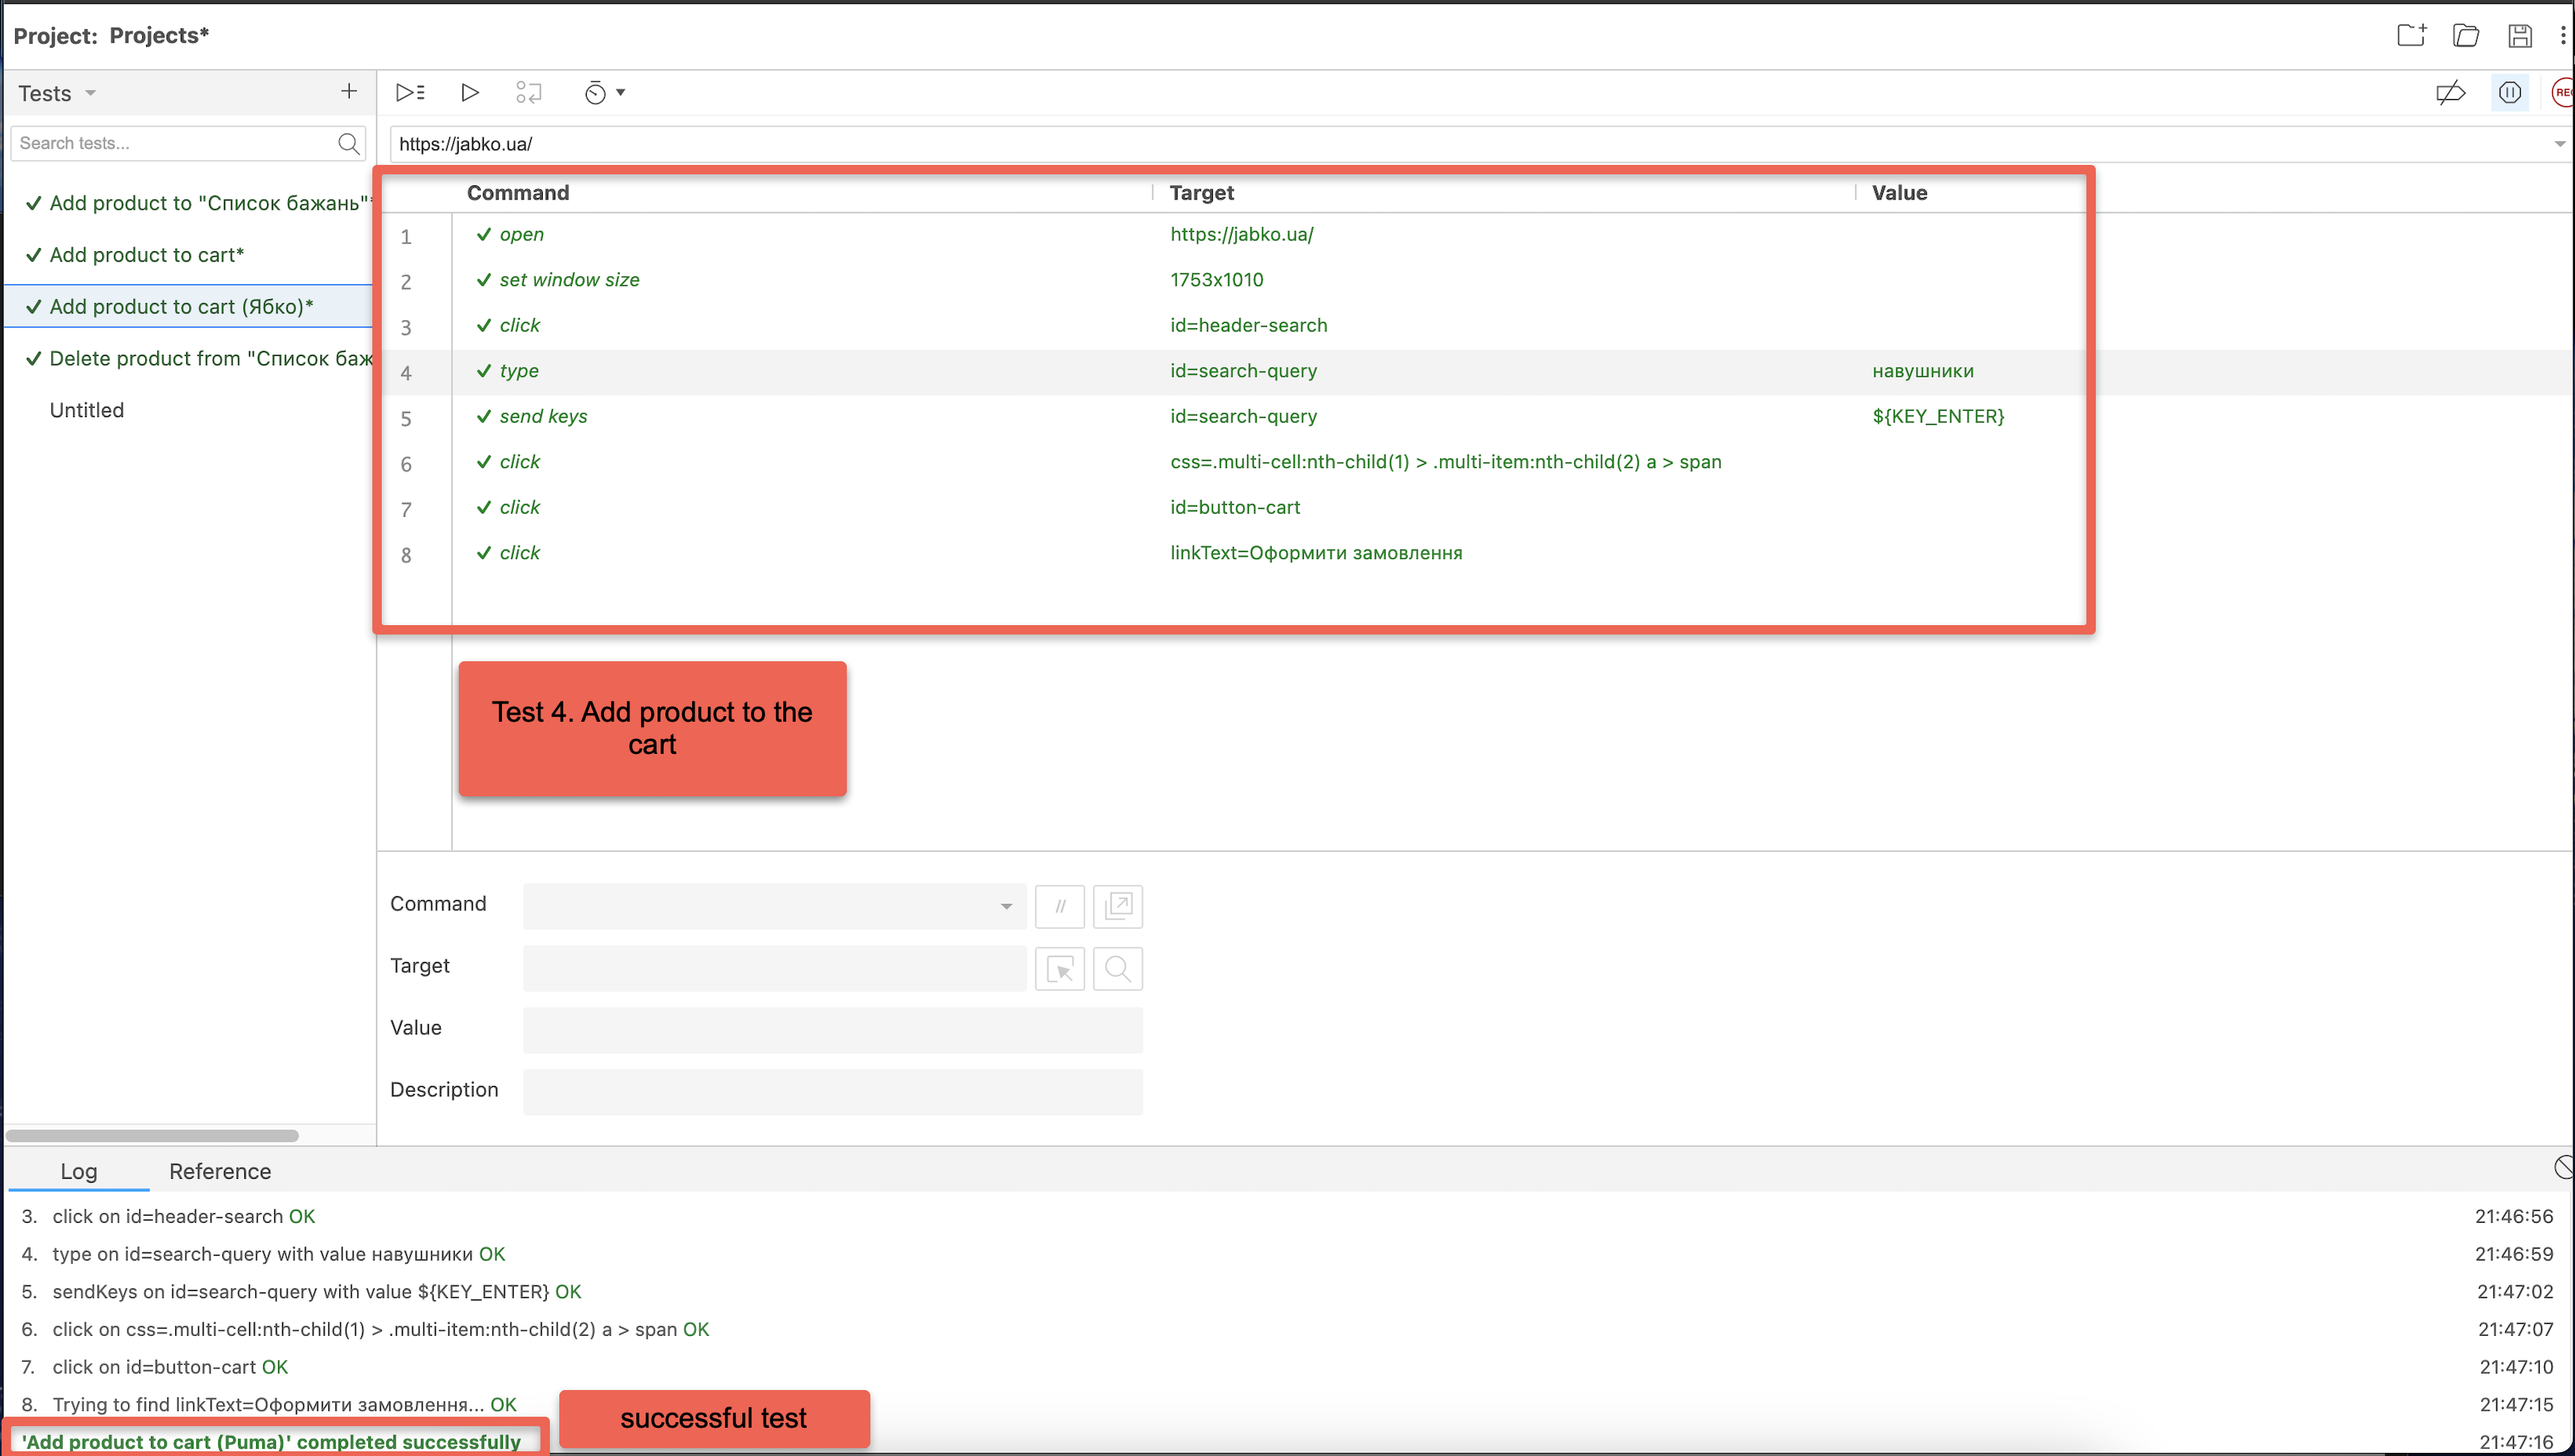 Project: Projects*
Tests
Search tests...
https://jabko.ua/
REC
Add product to "Список бажань"*
Add product to cart*
Add product to cart (Ябко)*
Delete product from "Список баж
Untitled
Command Target Value
1 open https://jabko.ua/
2 set window size 1753x1010
3 click id=header-search
4 type id=search-query навушники
5 send keys id=search-query ${KEY_ENTER}
6 click css=.multi-cell:nth-child(1) > .multi-item:nth-child(2) a > span
7 click id=button-cart
8 click linkText=Оформити замовлення
Test 4. Add product to the
cart
Command //
Target
Value
Description
Log Reference
3. click on id=header-search OK 21:46:56
4. type on id=search-query with value навушники OK 21:46:59
5. sendKeys on id=search-query with value ${KEY_ENTER} OK 21:47:02
6. click on css=.multi-cell:nth-child(1) > .multi-item:nth-child(2) a > span OK 21:47:07
7. click on id=button-cart OK 21:47:10
8. Trying to find linkText=Оформити замовлення... OK 21:47:15
successful test
'Add product to cart (Puma)' completed successfully 21:47:16